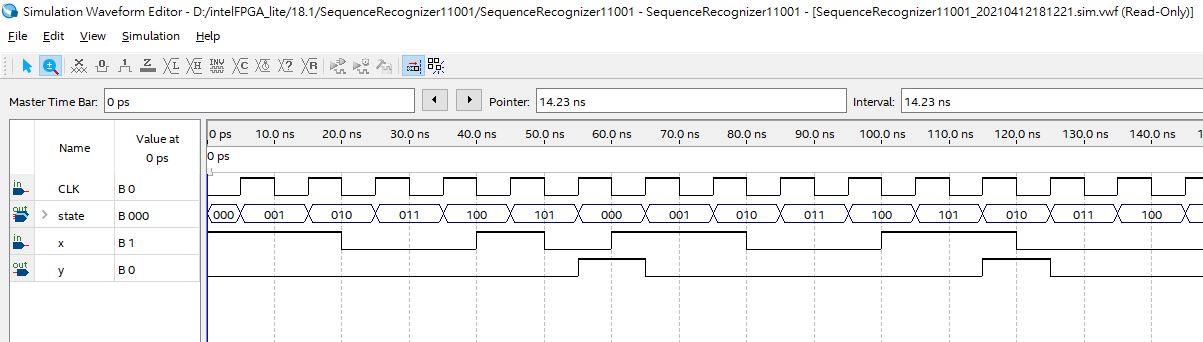 Simulation Waveform Editor - D:/intelFPGA_lite/18.1/SequenceRecognizer11001/SequenceRecognizer11001 - SequenceRecognizer11001 - [SequenceRecognizer11001_20210412181221.sim.vwf (Read-Only)]
File Edit View Simulation Help
Master Time Bar: 0 ps Pointer: 14.23 ns Interval: 14.23 ns
Name Value at 0 ps
0 ps 10.0 ns 20.0 ns 30.0 ns 40.0 ns 50.0 ns 60.0 ns 70.0 ns 80.0 ns 90.0 ns 100.0 ns 110.0 ns 120.0 ns 130.0 ns 140.0 ns
0 ps
in CLK B 0
out state B 000 000 001 010 011 100 101 000 001 010 011 100 101 010 011 100
in x B 1
out y B 0